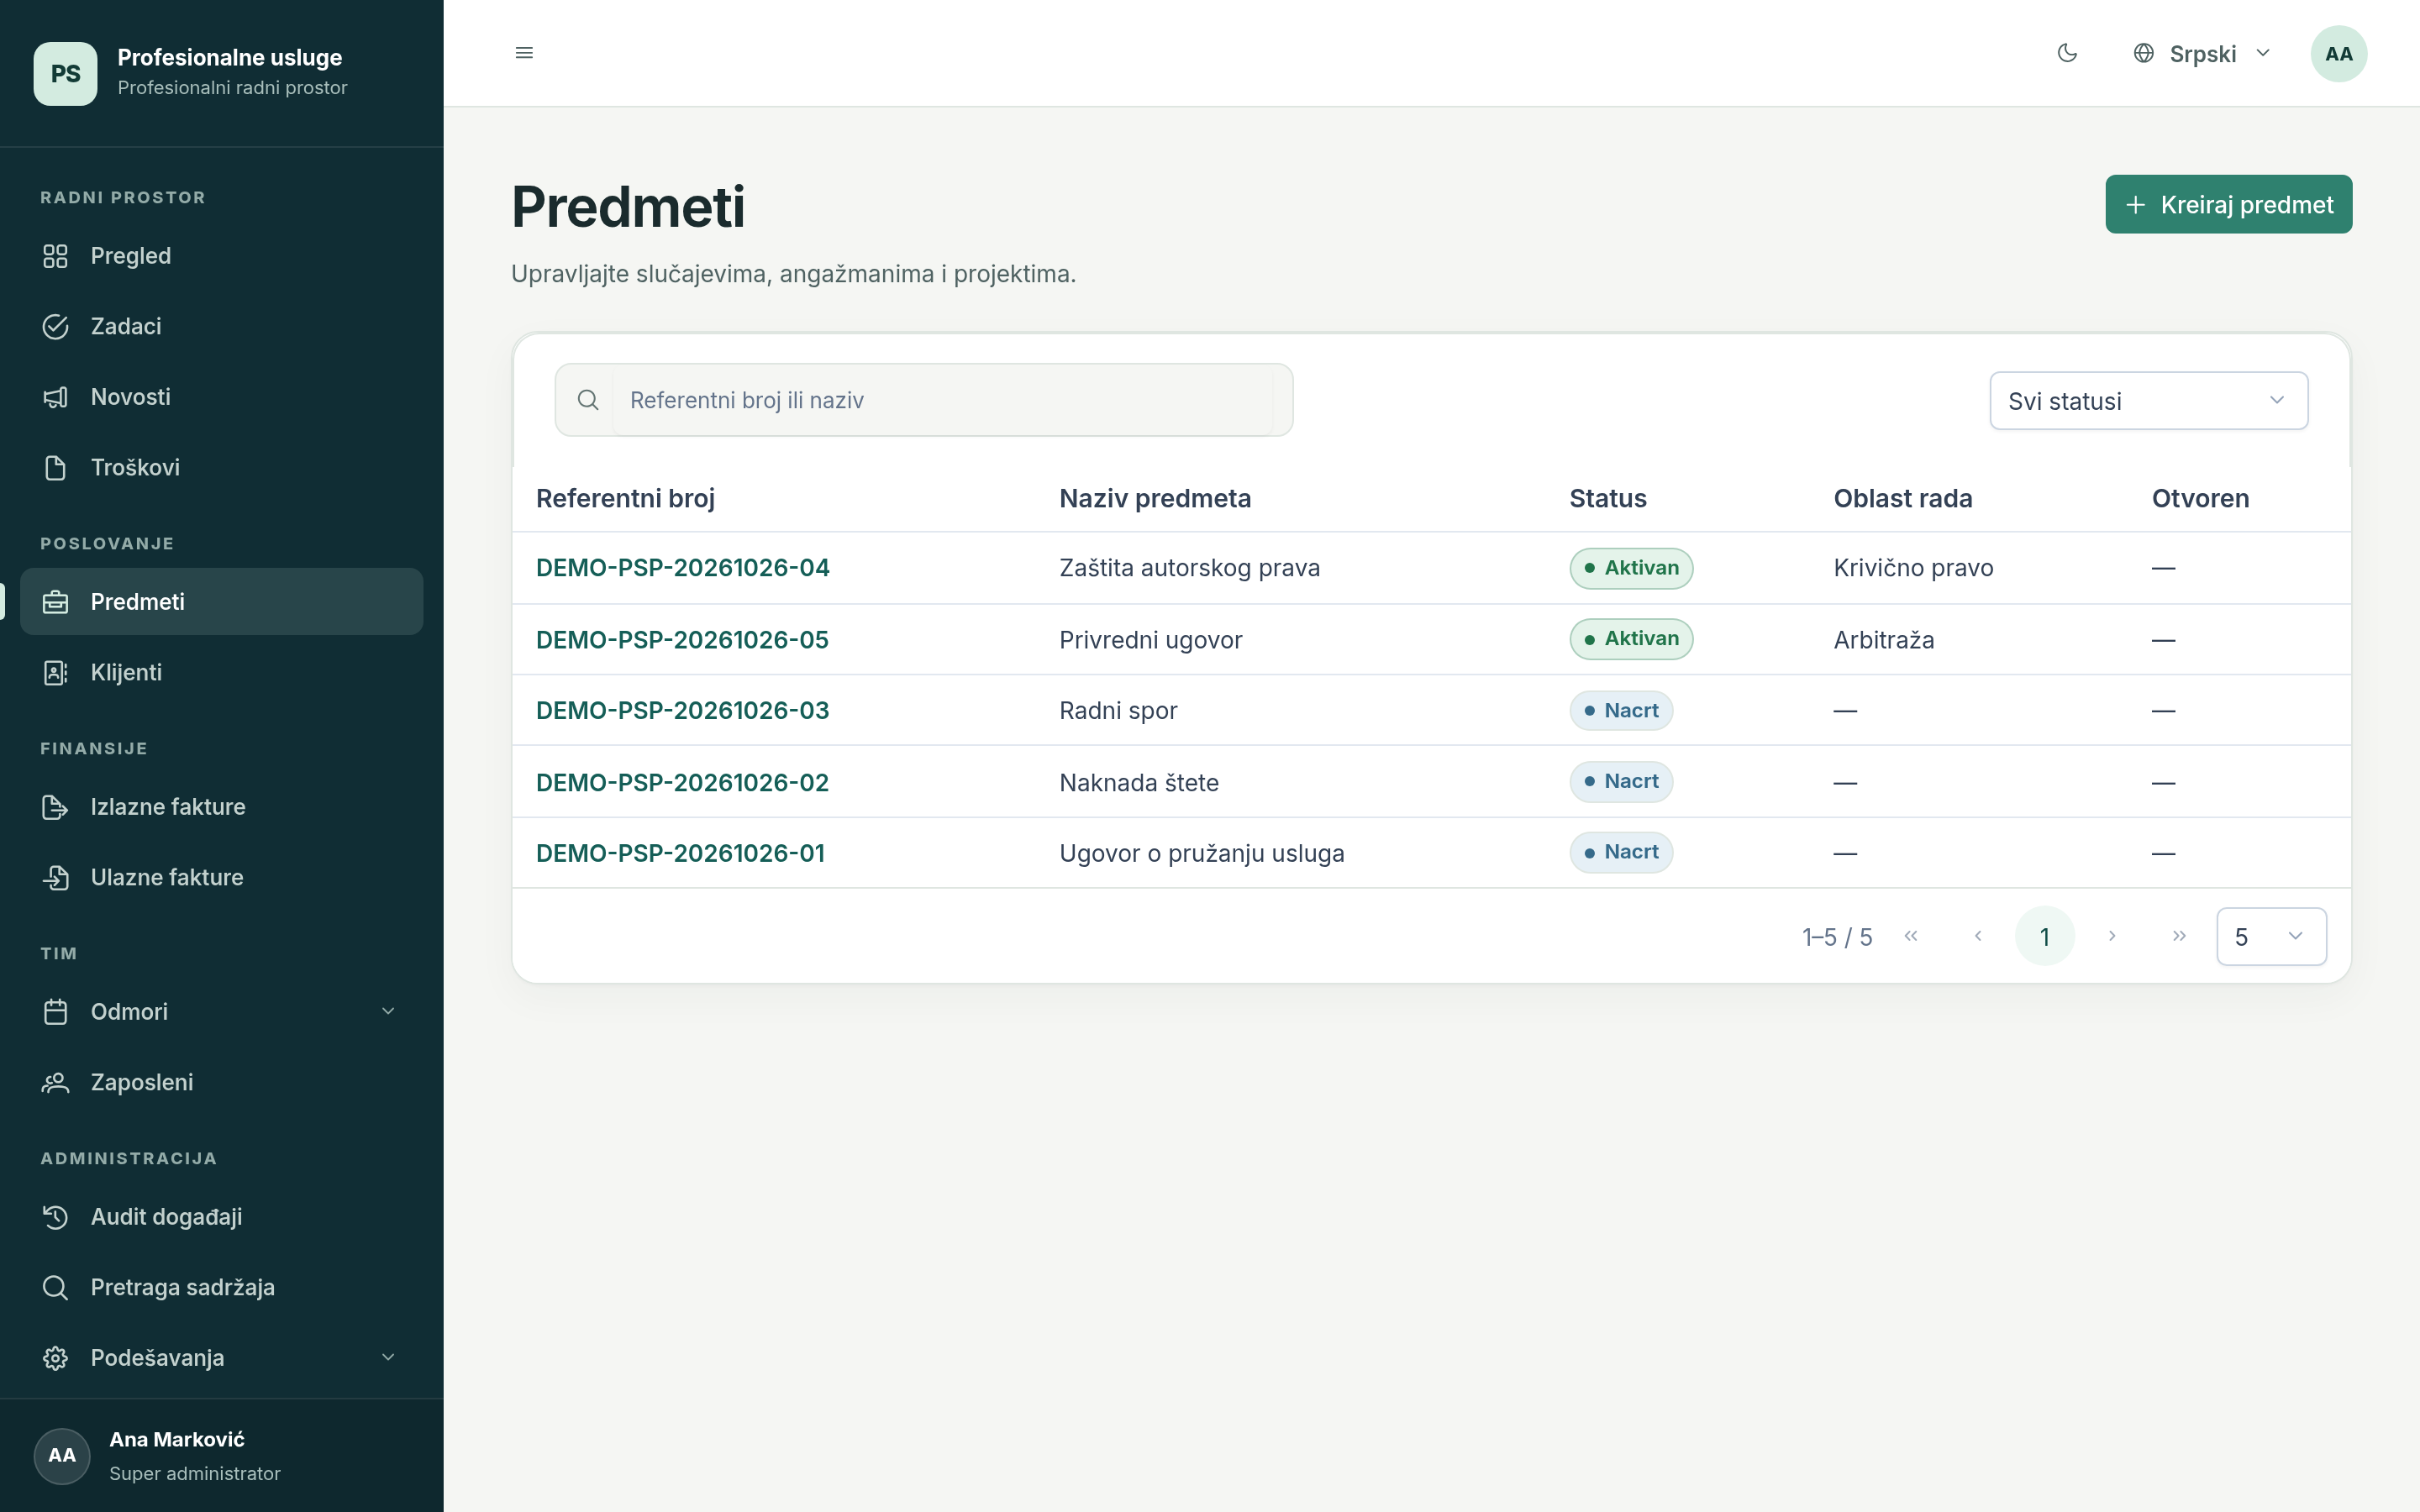 PS
Profesionalne usluge
Profesionalni radni prostor
RADNI PROSTOR
Pregled
Zadaci
Novosti
Troškovi
POSLOVANJE
Predmeti
Klijenti
FINANSIJE
Izlazne fakture
Ulazne fakture
TIM
Odmori
Zaposleni
ADMINISTRACIJA
Audit događaji
Pretraga sadržaja
Podešavanja
AA
Ana Marković
Super administrator
Srpski
AA
Predmeti
Kreiraj predmet
Upravljajte slučajevima, angažmanima i projektima.
Referentni broj ili naziv
Svi statusi
Referentni broj Naziv predmeta Status Oblast rada Otvoren
DEMO-PSP-20261026-04 Zaštita autorskog prava Aktivan Krivično pravo —
DEMO-PSP-20261026-05 Privredni ugovor Aktivan Arbitraža —
DEMO-PSP-20261026-03 Radni spor Nacrt — —
DEMO-PSP-20261026-02 Naknada štete Nacrt — —
DEMO-PSP-20261026-01 Ugovor o pružanju usluga Nacrt — —
1–5 / 5 « ‹ 1 › » 5